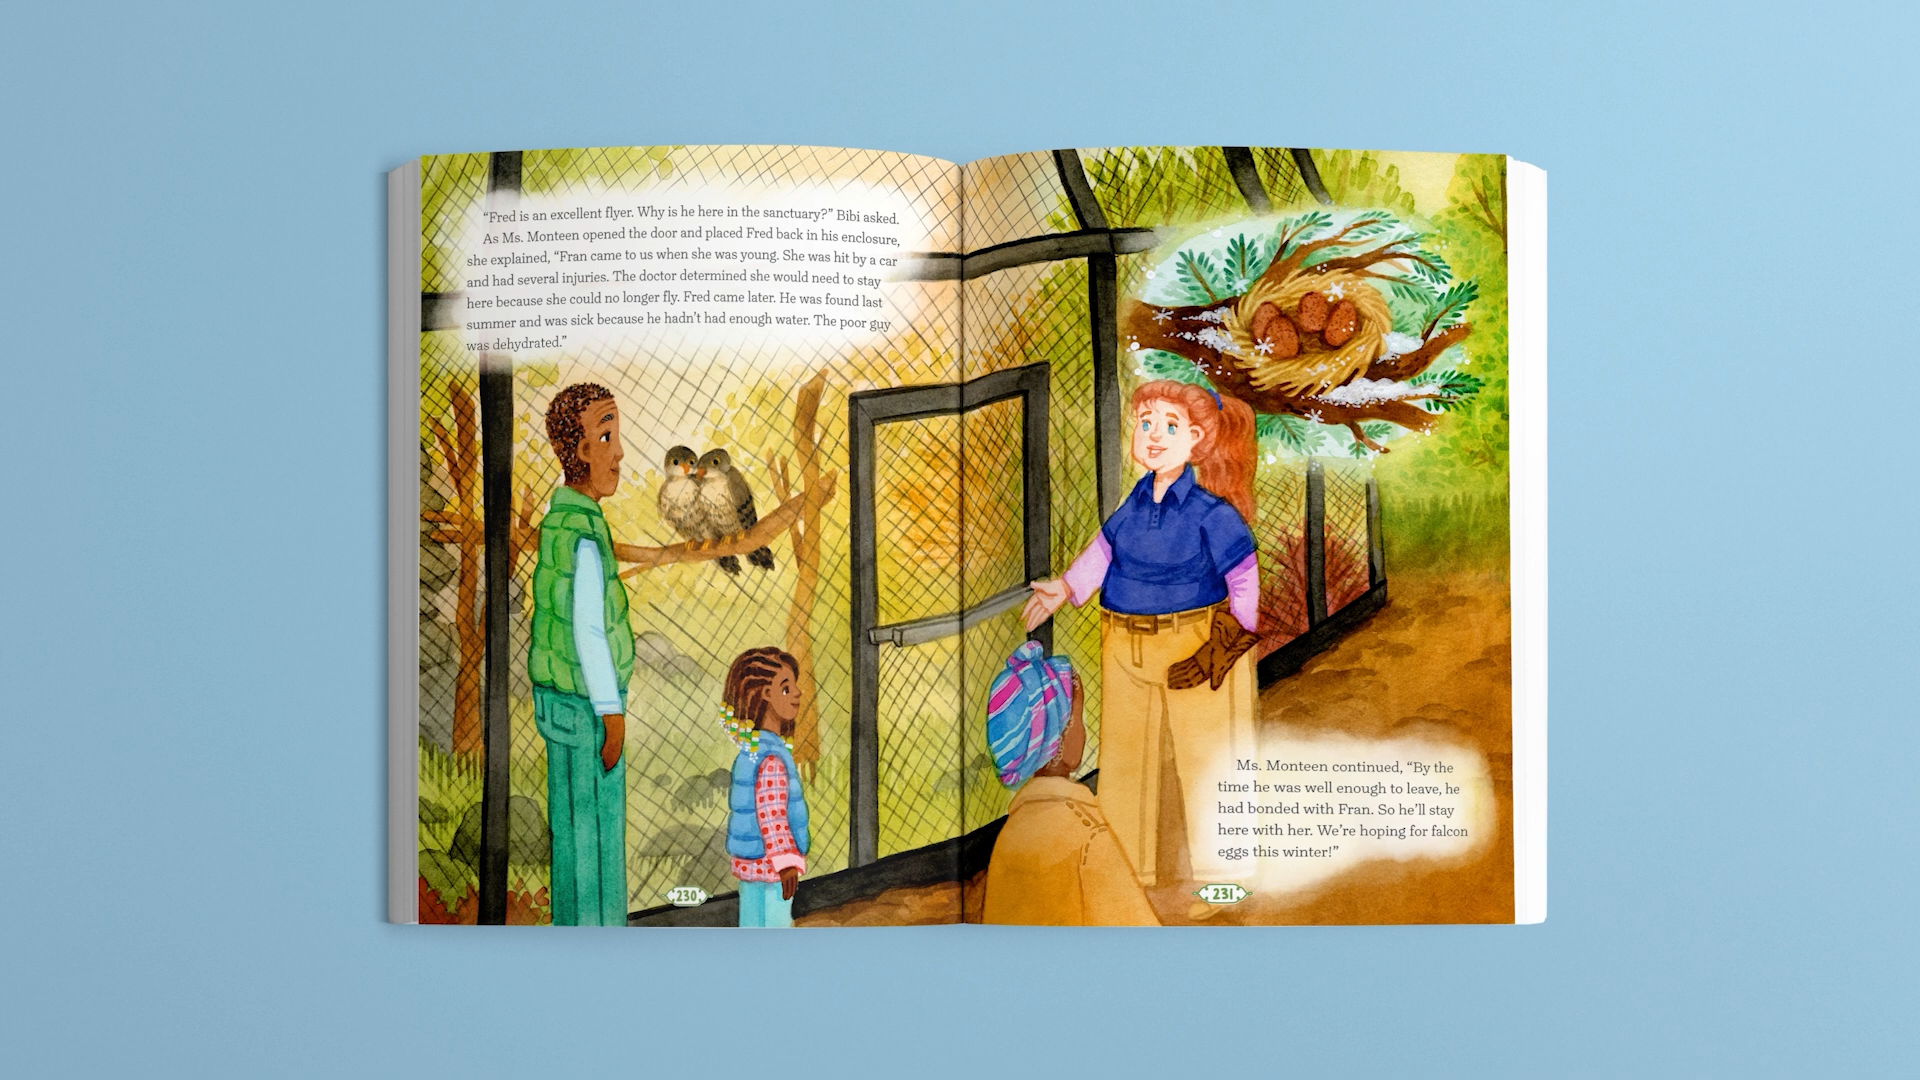 “Fred is an excellent flyer. Why is he here in the sanctuary?” Bibi asked.
As Ms. Monteen opened the door and placed Fred back in his enclosure,
she explained, “Fran came to us when she was young. She was hit by a car
and had several injuries. The doctor determined she would need to stay
here because she could no longer fly. Fred came later. He was found last
summer and was sick because he hadn’t had enough water. The poor guy
was dehydrated.”
230
Ms. Monteen continued, “By the
time he was well enough to leave, he
had bonded with Fran. So he’ll stay
here with her. We’re hoping for falcon
eggs this winter!”
231